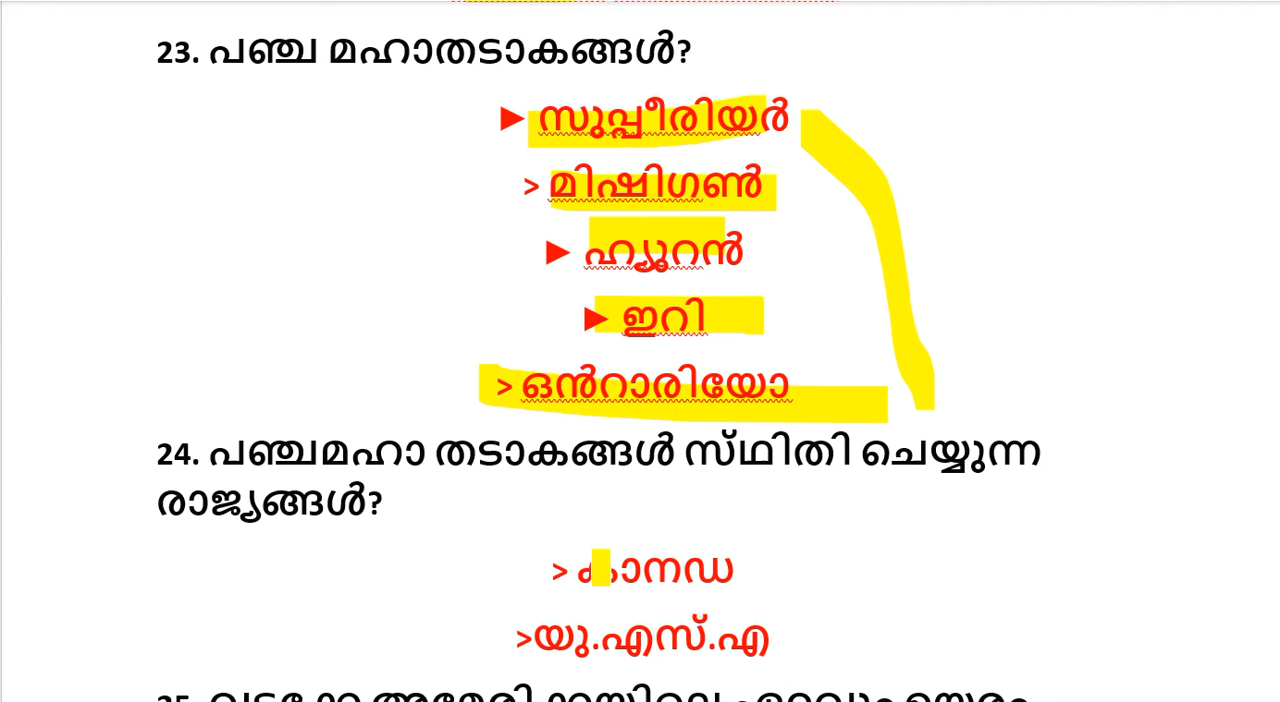 23. പഞ്ച മഹാതടാകങ്ങൾ?
► സുപ്പീരിയർ
> മിഷിഗൺ
► ഹ്യുറൻ
► ഇറി
> ഒൻറാരിയോ
24. പഞ്ചമഹാ തടാകങ്ങൾ സ്ഥിതി ചെയ്യുന്ന
രാജ്യങ്ങൾ?
> കാനഡ
>യു.എസ്.എ